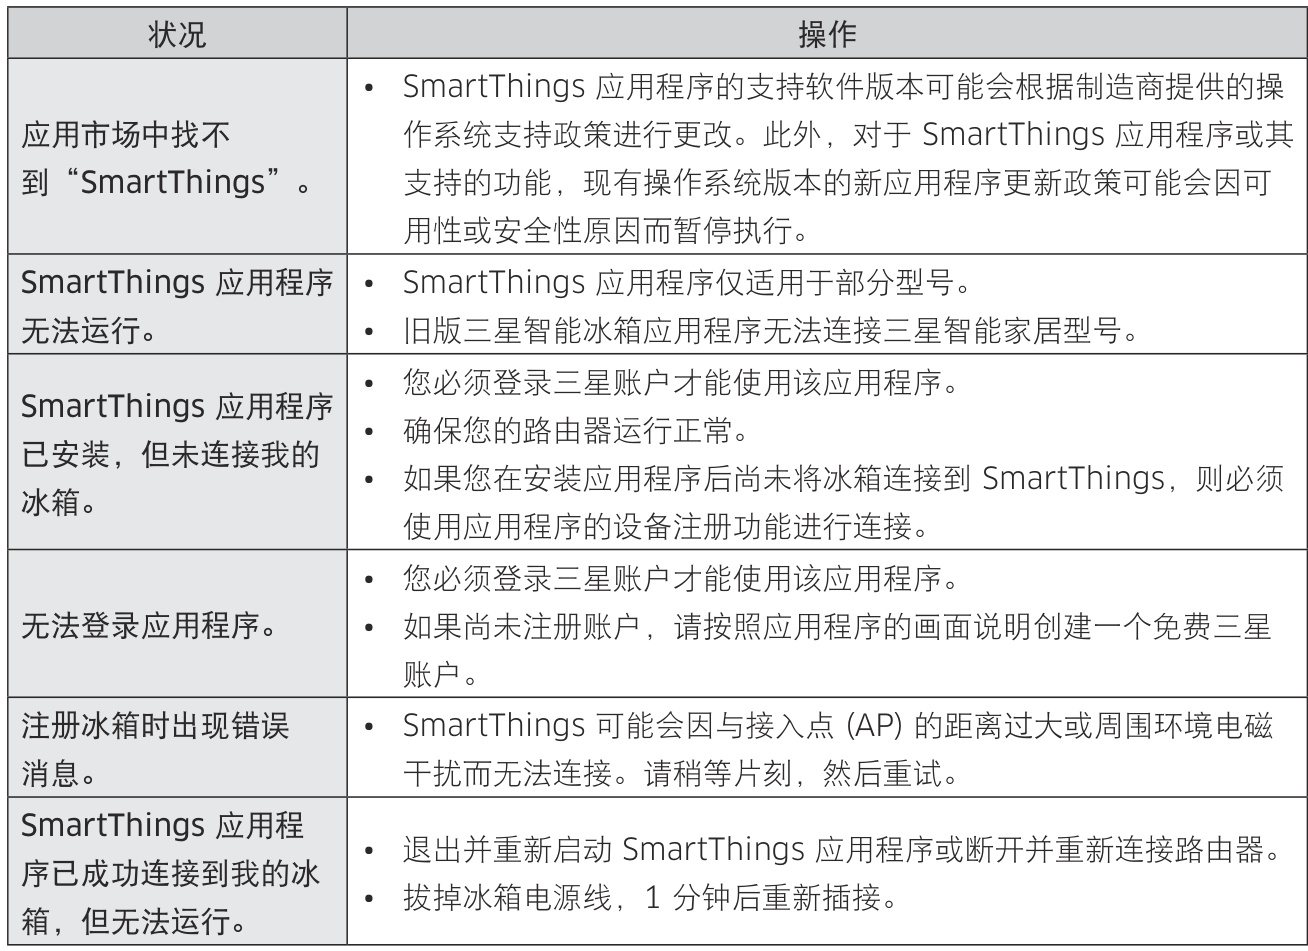 状况
操作
应用市场中找不
到“SmartThings”。
• SmartThings 应用程序的支持软件版本可能会根据制造商提供的操
作系统支持政策进行更改。此外，对于 SmartThings 应用程序或其
支持的功能，现有操作系统版本的新应用程序更新政策可能会因可
用性或安全性原因而暂停执行。
SmartThings 应用程序
无法运行。
• SmartThings 应用程序仅适用于部分型号。
• 旧版三星智能冰箱应用程序无法连接三星智能家居型号。
SmartThings 应用程序
已安装，但未连接我的
冰箱。
• 您必须登录三星账户才能使用该应用程序。
• 确保您的路由器运行正常。
• 如果您在安装应用程序后尚未将冰箱连接到 SmartThings，则必须
使用应用程序的设备注册功能进行连接。
无法登录应用程序。
• 您必须登录三星账户才能使用该应用程序。
• 如果尚未注册账户，请按照应用程序的画面说明创建一个免费三星
账户。
注册冰箱时出现错误
消息。
• SmartThings 可能会因与接入点 (AP) 的距离过大或周围环境电磁
干扰而无法连接。请稍等片刻，然后重试。
SmartThings 应用程
序已成功连接到我的冰
箱，但无法运行。
• 退出并重新启动 SmartThings 应用程序或断开并重新连接路由器。
• 拔掉冰箱电源线，1 分钟后重新插接。